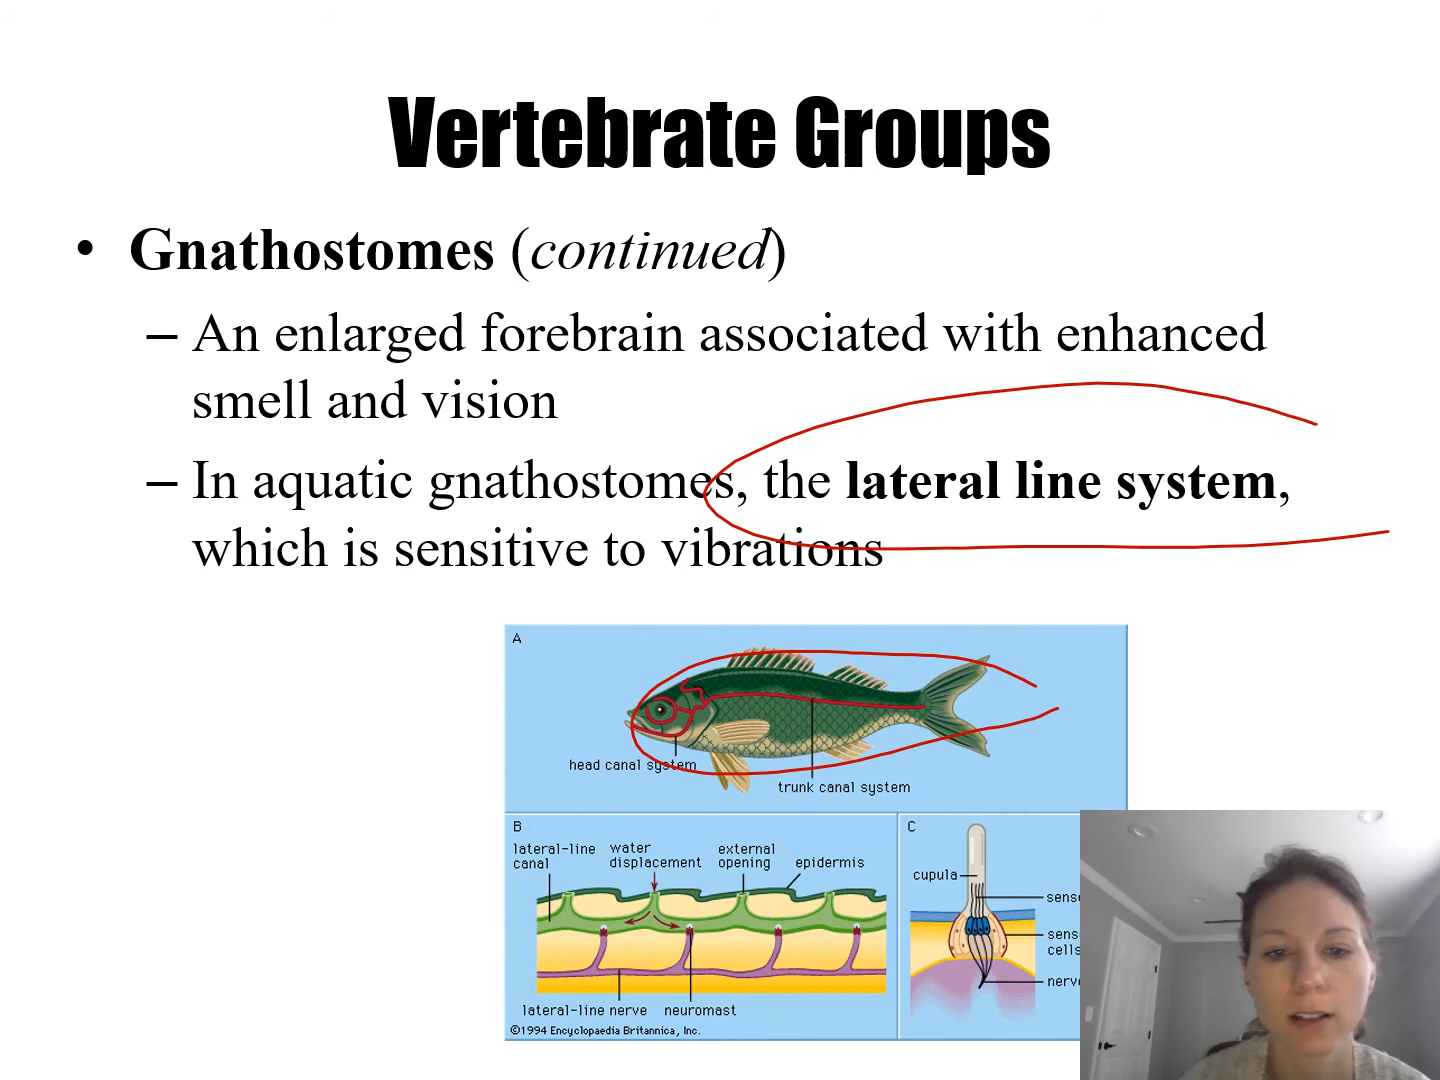 Vertebrate Groups
• Gnathostomes (continued)
– An enlarged forebrain associated with enhanced
smell and vision
– In aquatic gnathostomes, the lateral line system,
which is sensitive to vibrations
A
head canal system
trunk canal system
B
lateral-line
canal
water
displacement
external
opening
epidermis
lateral-line nerve
neuromast
©1994 Encyclopaedia Britannica, Inc.
C
cupula
cells